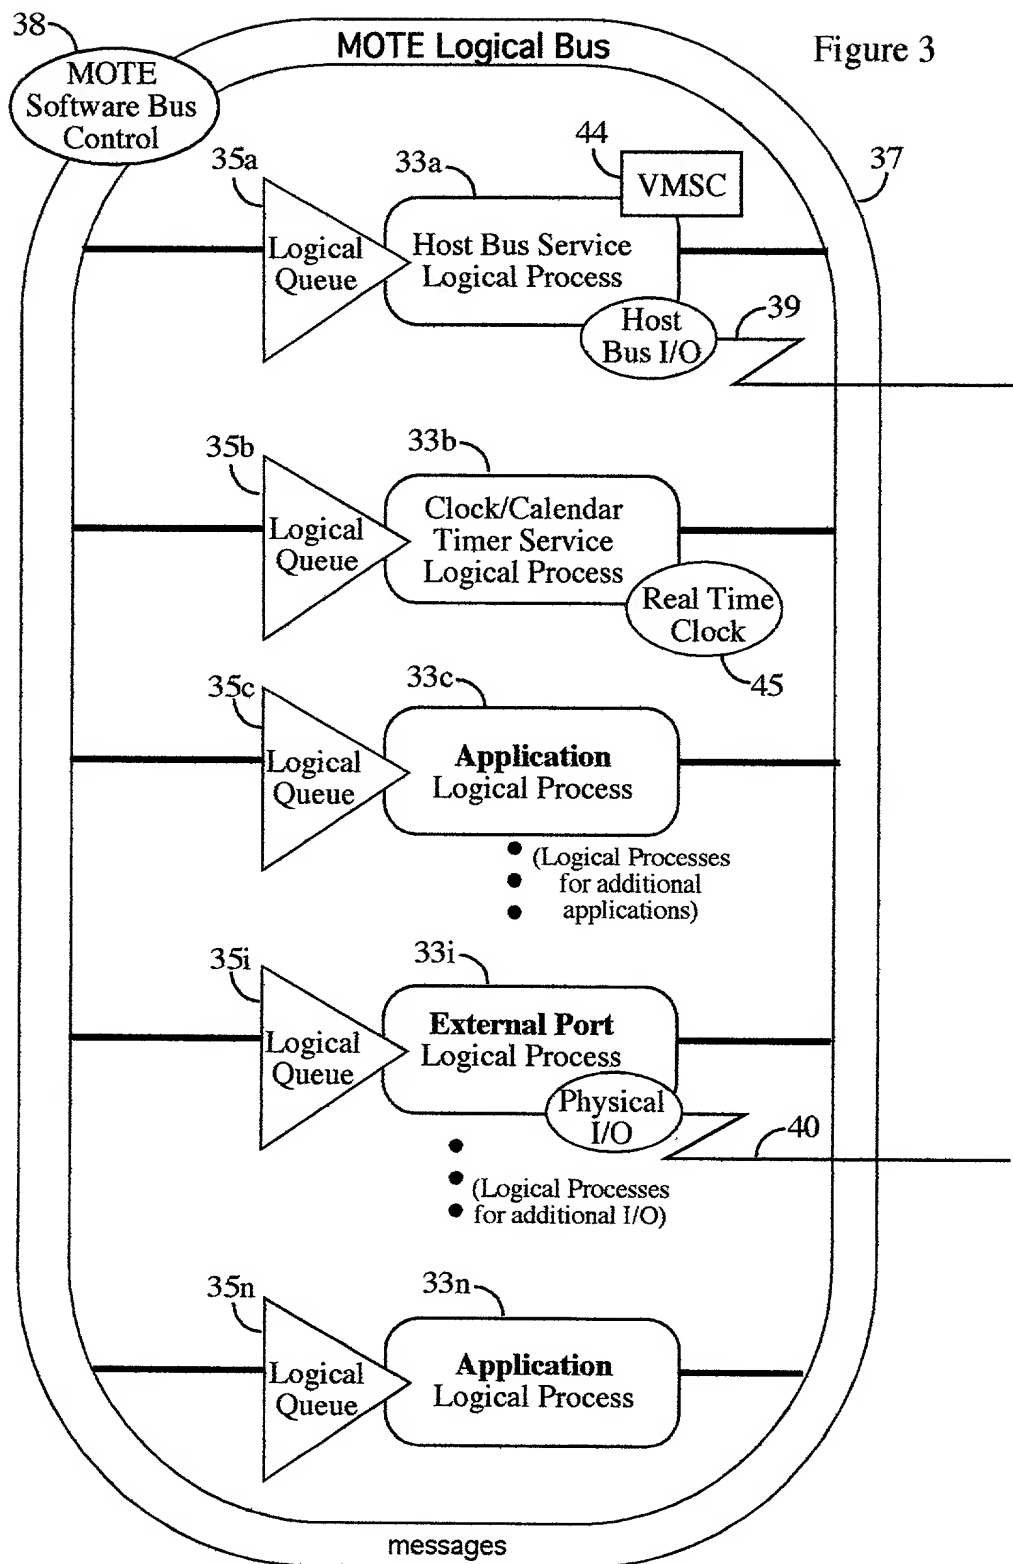 38
MOTE Logical Bus
Figure 3
MOTE
Software Bus
Control
44
35a
33a
37
VMSC
Logical
Queue
Host Bus Service
Logical Process
39
Host
Bus I/O
35b
33b
Logical
Queue
Clock/Calendar
Timer Service
Logical Process
Real Time
Clock
45
35c
33c
Logical
Queue
Application
Logical Process
(Logical Processes
for additional
applications)
35i
33i
Logical
Queue
External Port
Logical Process
Physical
I/O
40
(Logical Processes
for additional I/O)
35n
33n
Logical
Queue
Application
Logical Process
messages